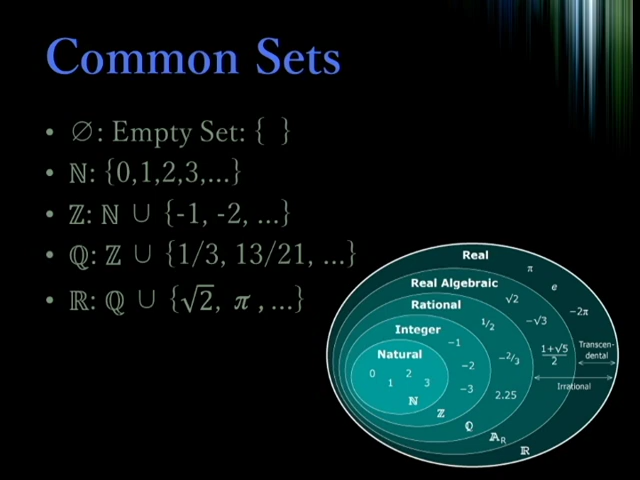 Common Sets
• ∅: Empty Set: { }
• ℕ: {0,1,2,3,...}
• ℤ: ℕ ∪ {-1, -2, ...}
• ℚ: ℤ ∪ {1/3, 13/21, ...}
• ℝ: ℚ ∪ {√2, π, ...}
Real
π
Real Algebraic
e
√2
Rational
−2π
1/2
−√3
Integer
−1
1+√5
2
Transcen-
dental
Natural
−2/3
0
2
−2
1
3
−3
Irrational
2.25
ℕ
ℤ
ℚ
𝔸R
ℝ